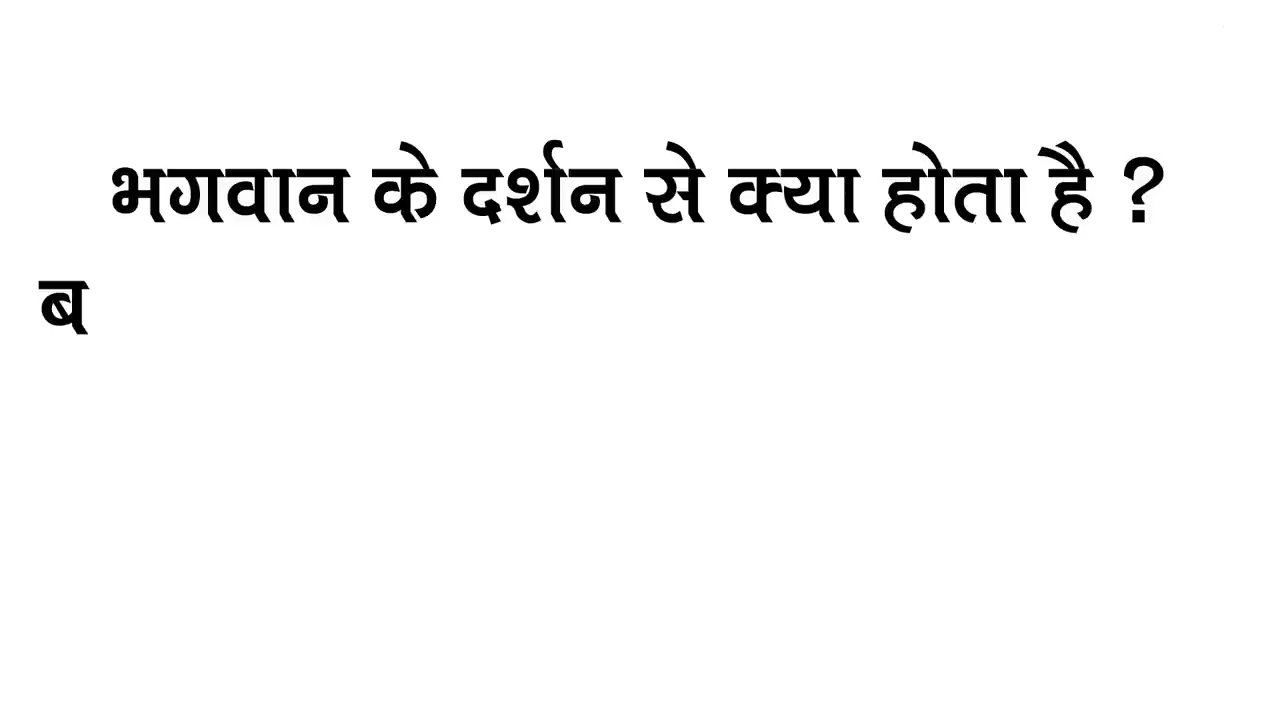 भगवान के दर्शन से क्या होता है ?
ब